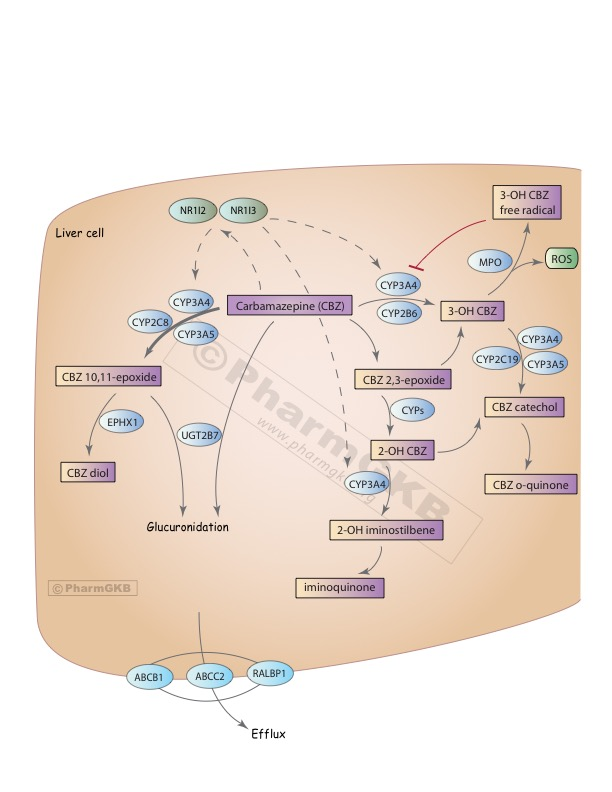 3-OH CBZ
free radical
NR1I2
NR1I3
Liver cell
MPO
ROS
CYP3A4
CYP3A4
Carbamazepine (CBZ)
CYP2B6
3-OH CBZ
CYP2C8
CYP3A5
CYP3A4
CYP2C19
CYP3A5
© PharmGKB
www.pharmgkb.org
CBZ 10,11-epoxide
CBZ 2,3-epoxide
CYPs
CBZ catechol
EPHX1
UGT2B7
2-OH CBZ
CBZ diol
CYP3A4
CBZ o-quinone
Glucuronidation
2-OH iminostilbene
© PharmGKB
iminoquinone
ABCB1
ABCC2
RALBP1
Efflux